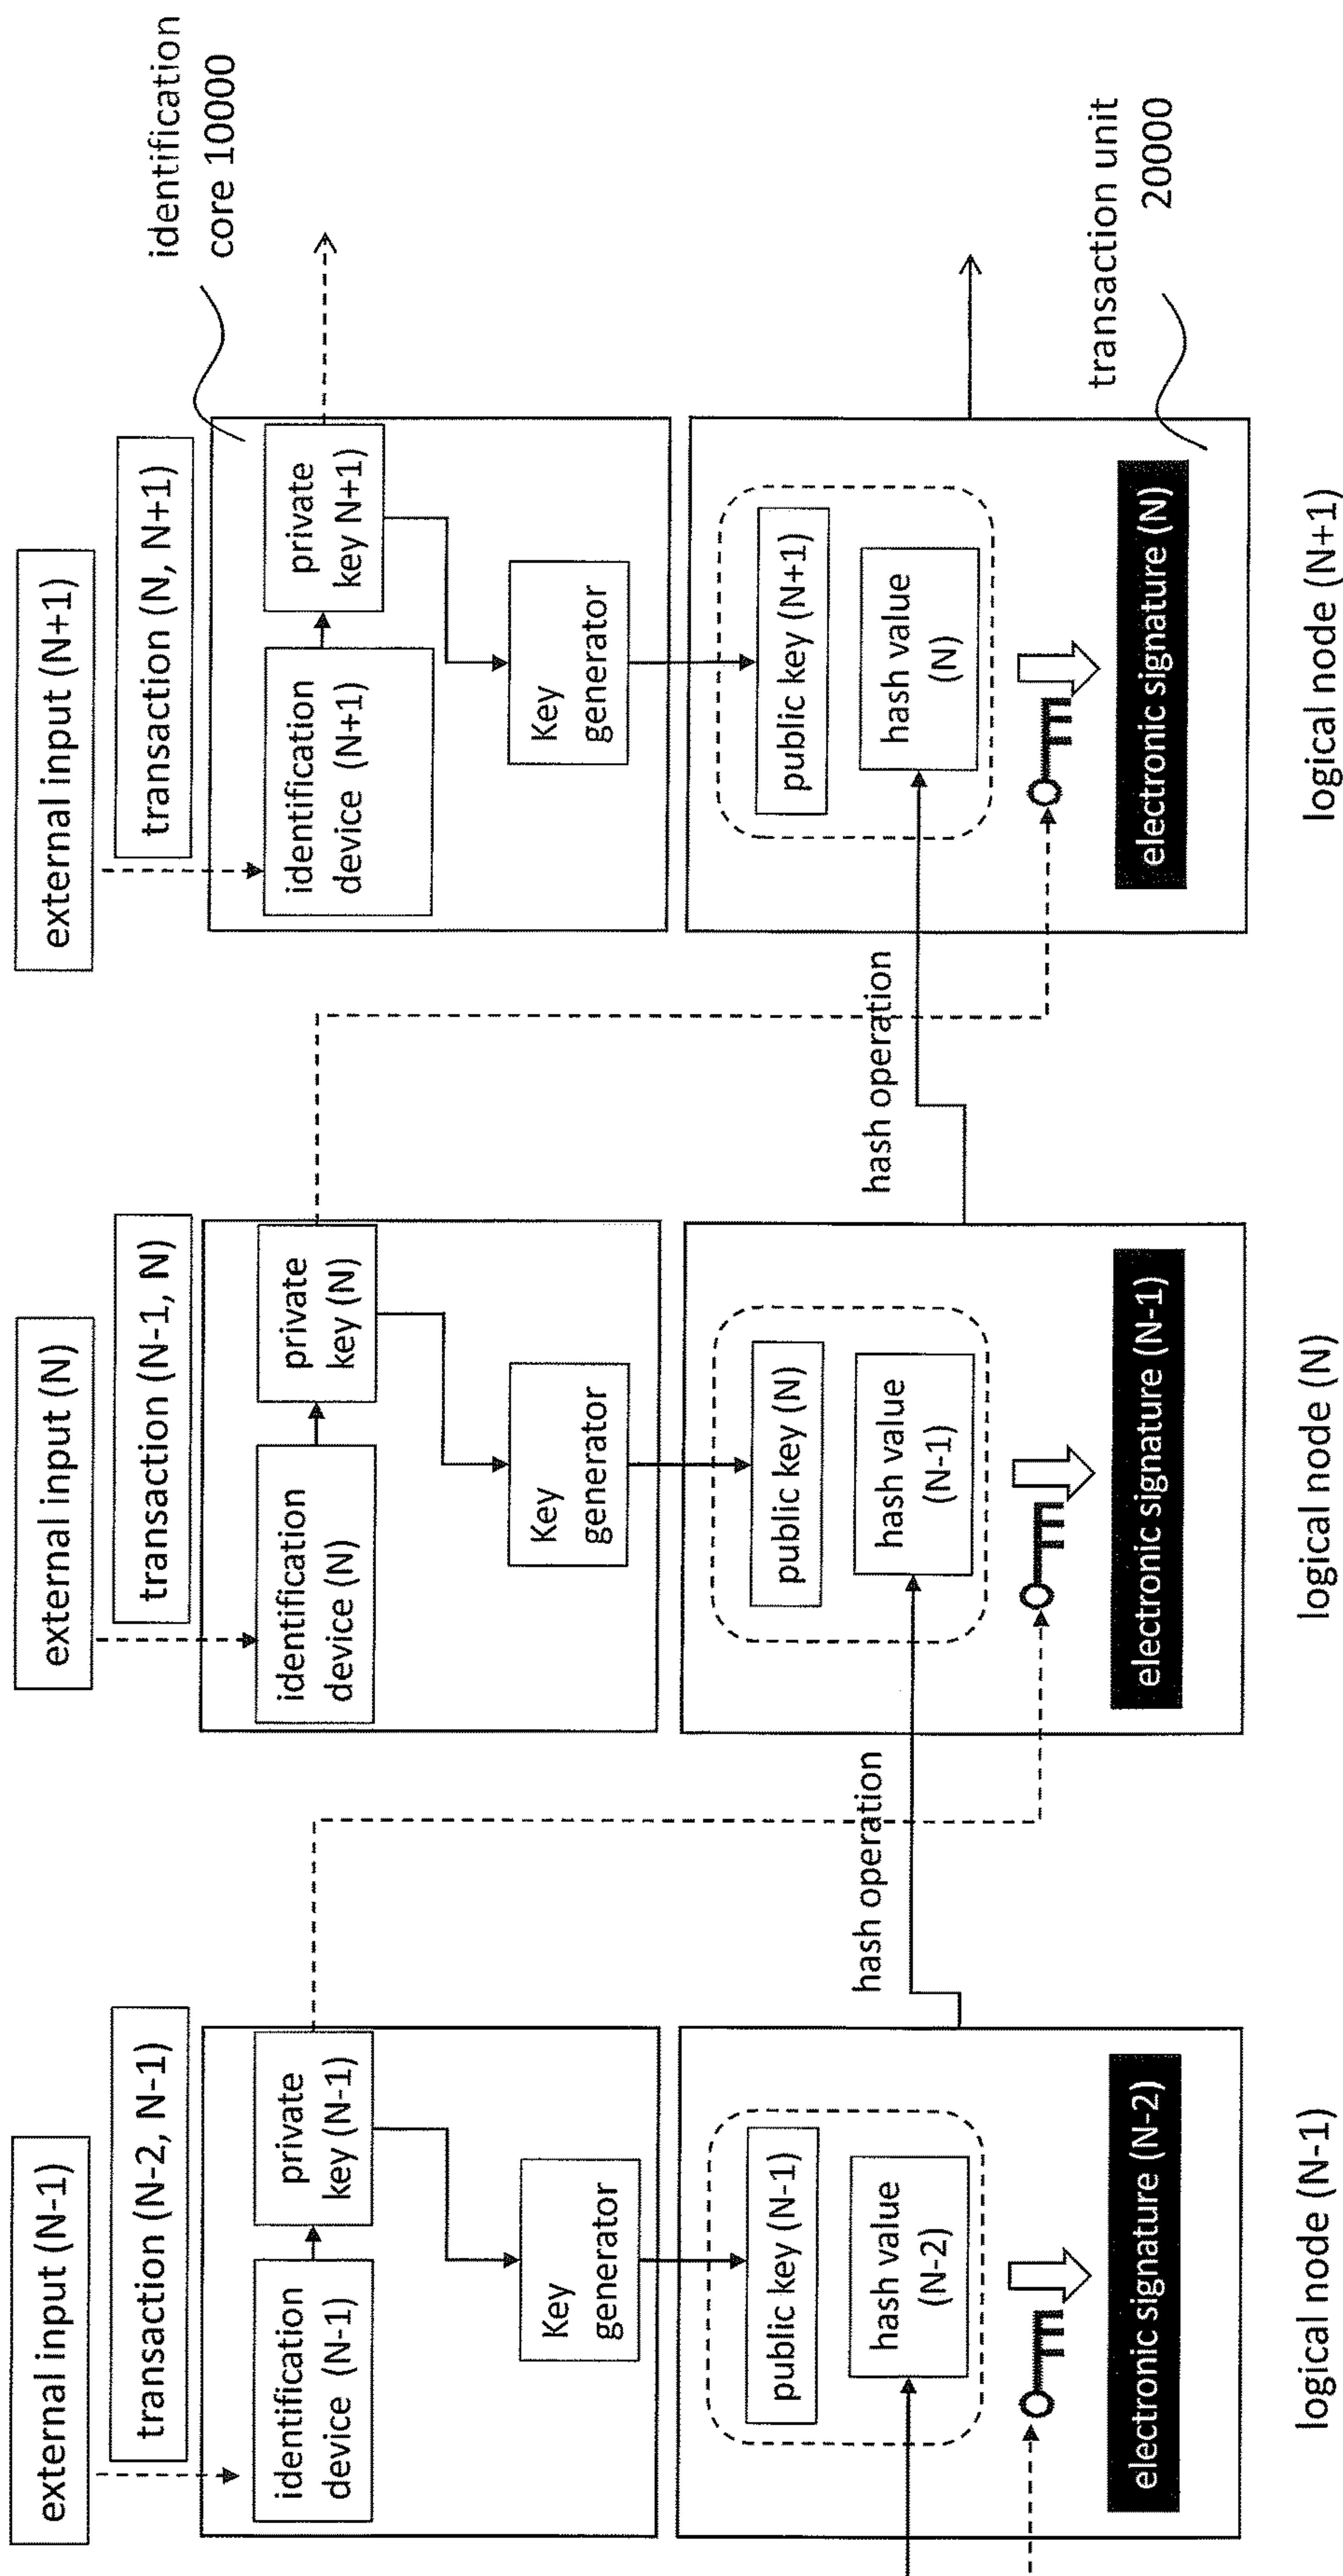 external input (N-1)
transaction (N-2, N-1)
identification
device (N-1)
private
key (N-1)
Key
generator
public key (N-1)
hash value
(N-2)
electronic signature (N-2)
logical node (N-1)
hash operation
external input (N)
transaction (N-1, N)
identification
device (N)
private
key (N)
Key
generator
public key (N)
hash value
(N-1)
electronic signature (N-1)
logical node (N)
hash operation
external input (N+1)
transaction (N, N+1)
identification
device (N+1)
private
key N+1)
Key
generator
public key (N+1)
hash value
(N)
electronic signature (N)
logical node (N+1)
identification
core 10000
transaction unit
20000